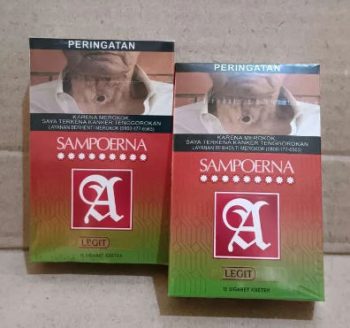 PERINGATAN
KARENA MEROKOK,
SAYA TERKENA KANKER TENGGOROKAN.
LAYANAN BERHENTI MEROKOK (0800-177-6565)
SAMPOERNA
A
LEGIT
12 SIGARET KRETEK
PERINGATAN
KARENA MEROKOK,
SAYA TERKENA KANKER TENGGOROKAN.
LAYANAN BERHENTI MEROKOK (0800-177-6565)
SAMPOERNA
A
LEGIT
12 SIGARET KRETEK